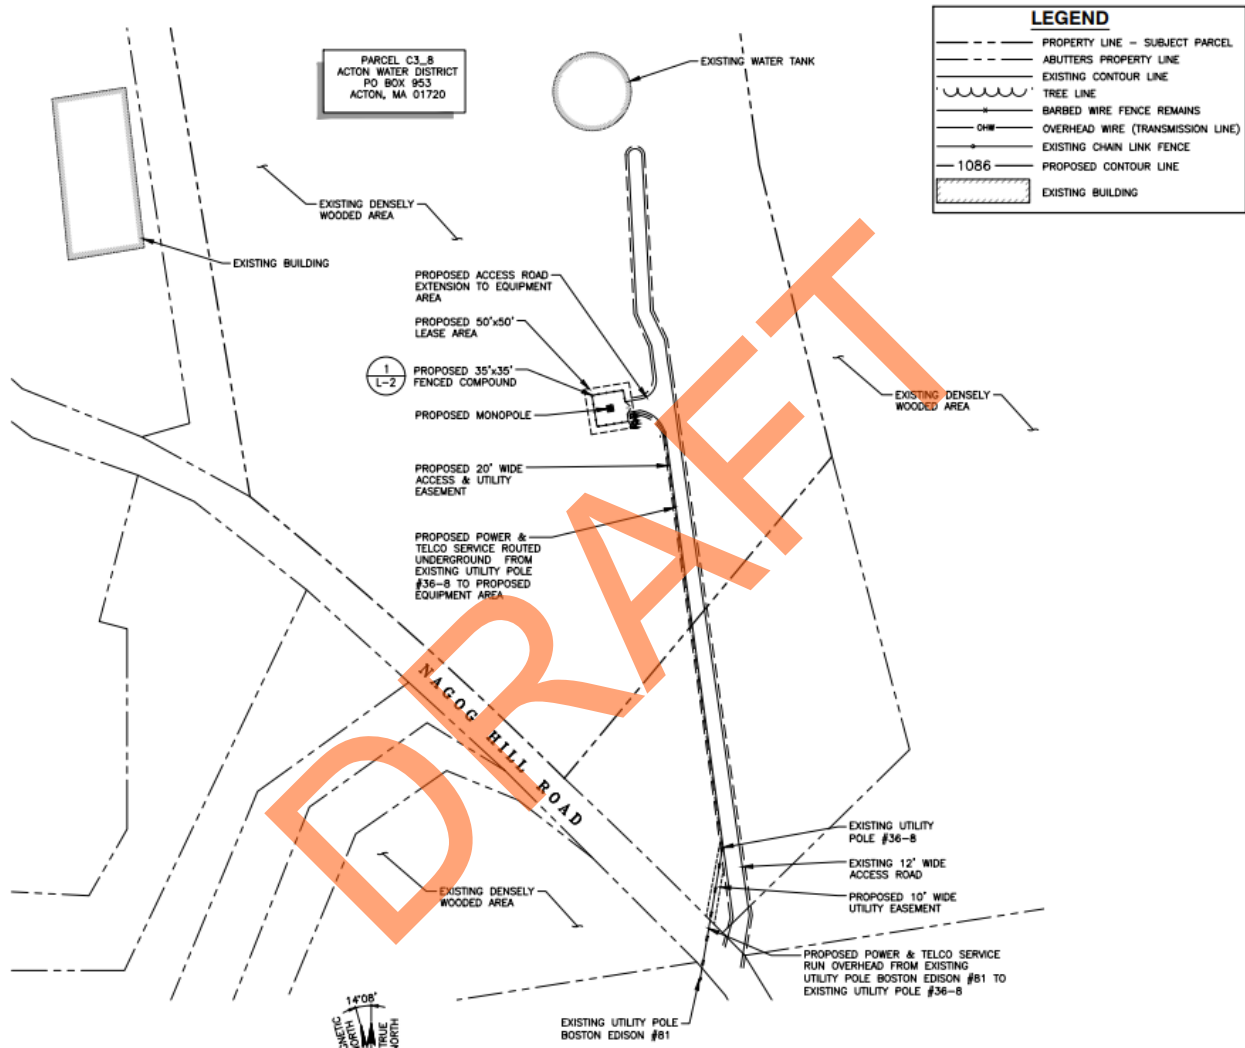 LEGEND
PROPERTY LINE - SUBJECT PARCEL
ABUTTERS PROPERTY LINE
EXISTING CONTOUR LINE
TREE LINE
BARBED WIRE FENCE REMAINS
OHW OVERHEAD WIRE (TRANSMISSION LINE)
EXISTING CHAIN LINK FENCE
1086 PROPOSED CONTOUR LINE
EXISTING BUILDING
PARCEL C3_8
ACTON WATER DISTRICT
PO BOX 953
ACTON, MA 01720
EXISTING WATER TANK
EXISTING DENSELY
WOODED AREA
EXISTING BUILDING
PROPOSED ACCESS ROAD
EXTENSION TO EQUIPMENT
AREA
PROPOSED 50'x50'
LEASE AREA
1
L-2
PROPOSED 35'x35'
FENCED COMPOUND
PROPOSED MONOPOLE
EXISTING DENSELY
WOODED AREA
PROPOSED 20' WIDE
ACCESS & UTILITY
EASEMENT
PROPOSED POWER &
TELCO SERVICE ROUTED
UNDERGROUND FROM
EXISTING UTILITY POLE
#36-8 TO PROPOSED
EQUIPMENT AREA
DRAFT
NAGOG HILL ROAD
EXISTING UTILITY
POLE #36-8
EXISTING 12' WIDE
ACCESS ROAD
PROPOSED 10' WIDE
UTILITY EASEMENT
EXISTING DENSELY
WOODED AREA
PROPOSED POWER & TELCO SERVICE
RUN OVERHEAD FROM EXISTING
UTILITY POLE BOSTON EDISON #81 TO
EXISTING UTILITY POLE #36-8
EXISTING UTILITY POLE
BOSTON EDISON #81
14°08'
NORTH
TRUE
NORTH